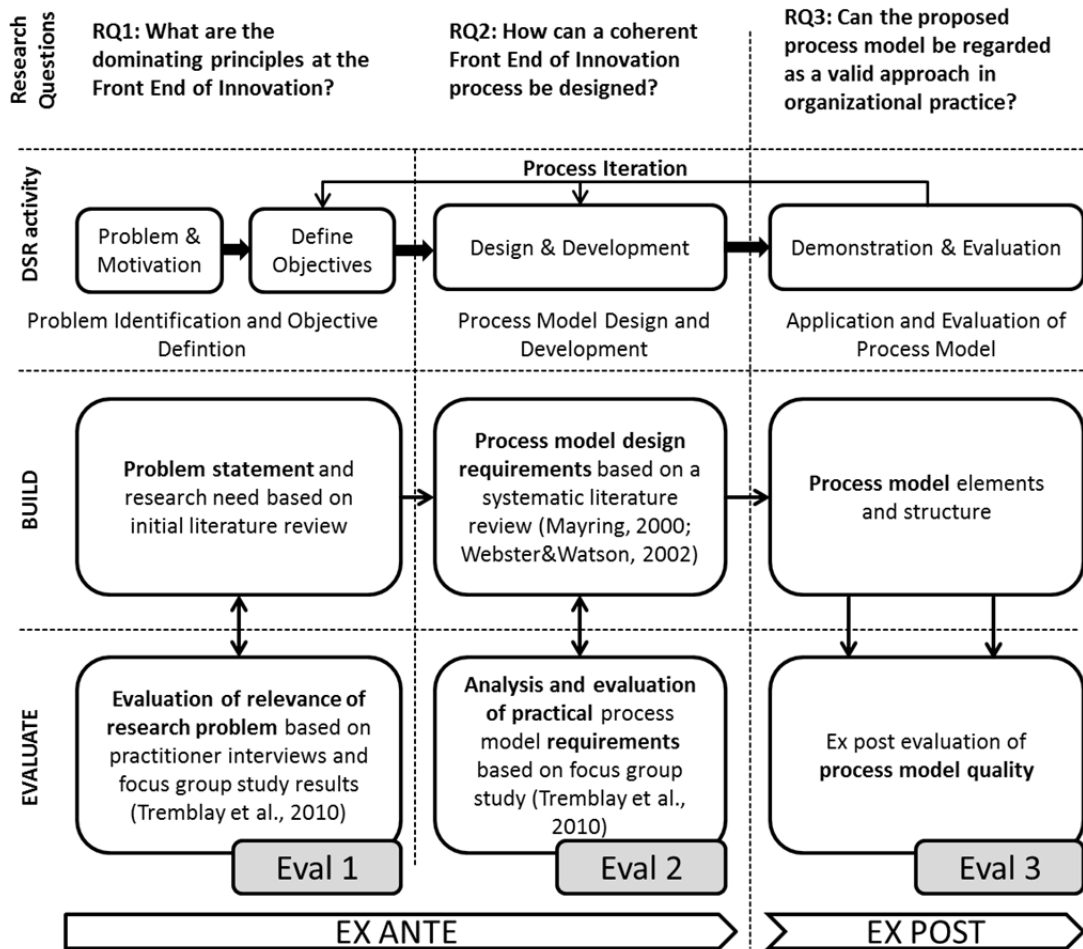 Research
Questions
RQ1: What are the
dominating principles at the
Front End of Innovation?
RQ2: How can a coherent
Front End of Innovation
process be designed?
RQ3: Can the proposed
process model be regarded
as a valid approach in
organizational practice?
DSR activity
Process Iteration
Problem &
Motivation
Define
Objectives
Design & Development
Demonstration & Evaluation
Problem Identification and Objective
Defintion
Process Model Design and
Development
Application and Evaluation of
Process Model
BUILD
Problem statement and
research need based on
initial literature review
Process model design
requirements based on a
systematic literature
review (Mayring, 2000;
Webster&Watson, 2002)
Process model elements
and structure
EVALUATE
Evaluation of relevance of
research problem based on
practitioner interviews and
focus group study results
(Tremblay et al., 2010)
Eval 1
Analysis and evaluation
of practical process
model requirements
based on focus group
study (Tremblay et al.,
2010)
Eval 2
Ex post evaluation of
process model quality
Eval 3
EX ANTE
EX POST